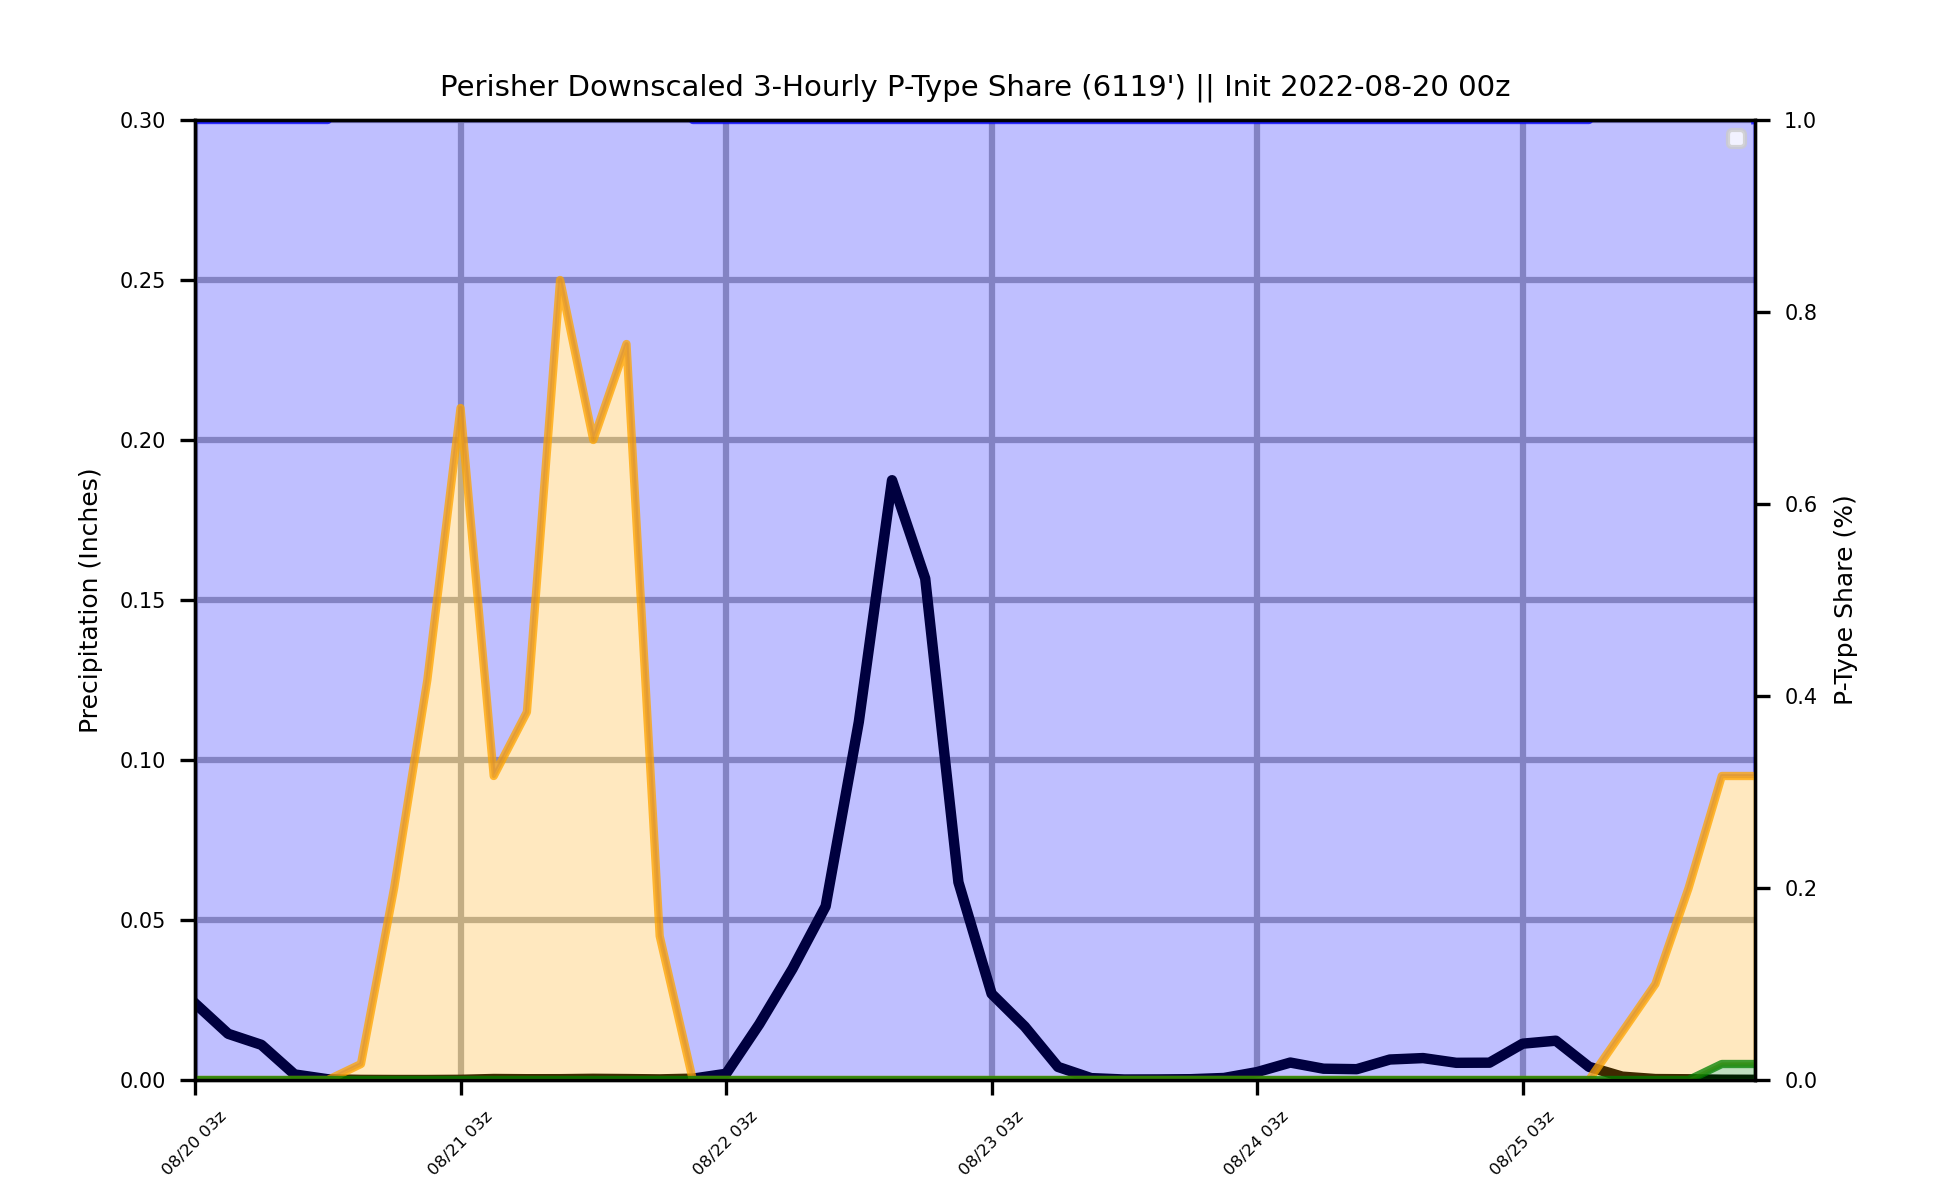 Perisher Downscaled 3-Hourly P-Type Share (6119') || Init 2022-08-20 00z
0.30
0.25
0.20
0.15
0.10
0.05
0.00
Precipitation (Inches)
1.0
0.8
0.6
0.4
0.2
0.0
P-Type Share (%)
08/20 03z
08/21 03z
08/22 03z
08/23 03z
08/24 03z
08/25 03z